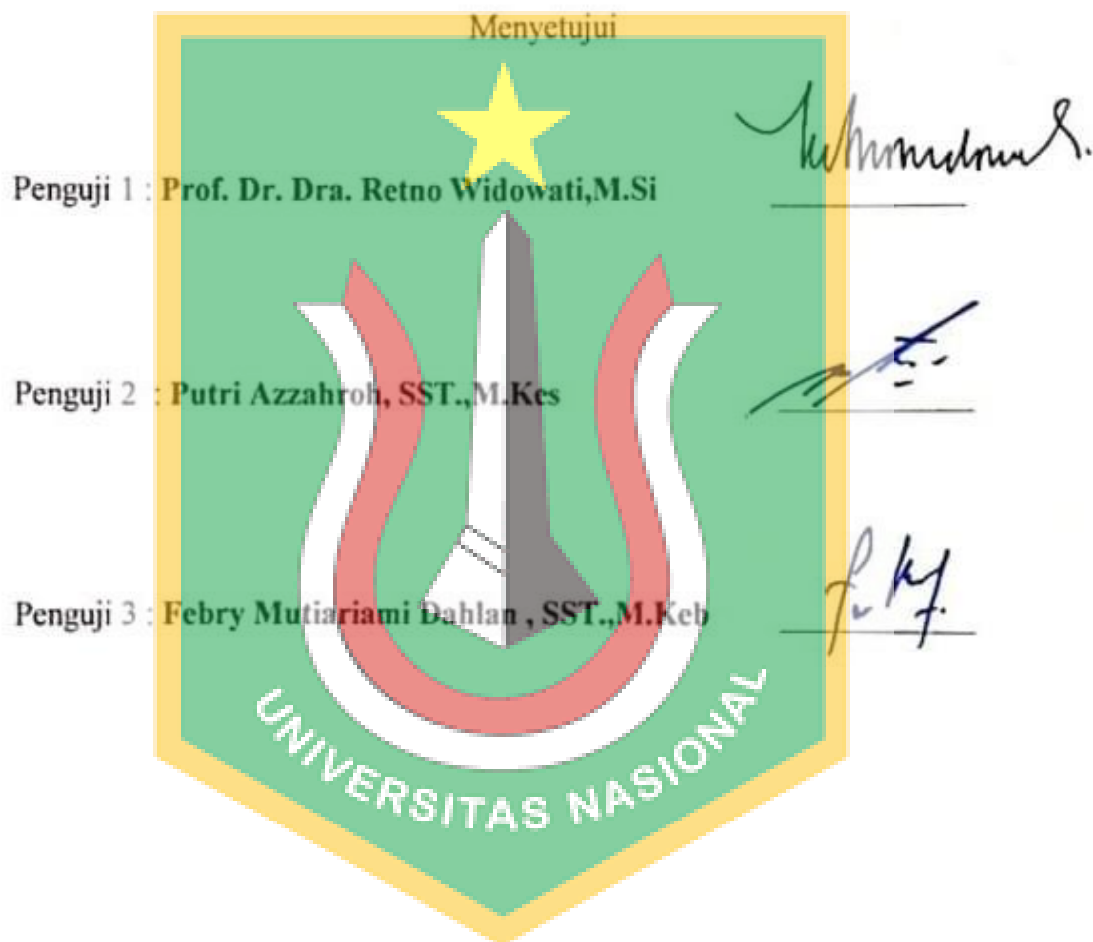 Menyetujui
Penguji 1 : Prof. Dr. Dra. Retno Widowati,M.Si
Penguji 2 : Putri Azzahroh, SST.,M.Kes
Penguji 3 : Febry Mutiariami Dahlan , SST.,M.Keb
UNIVERSITAS NASIONAL